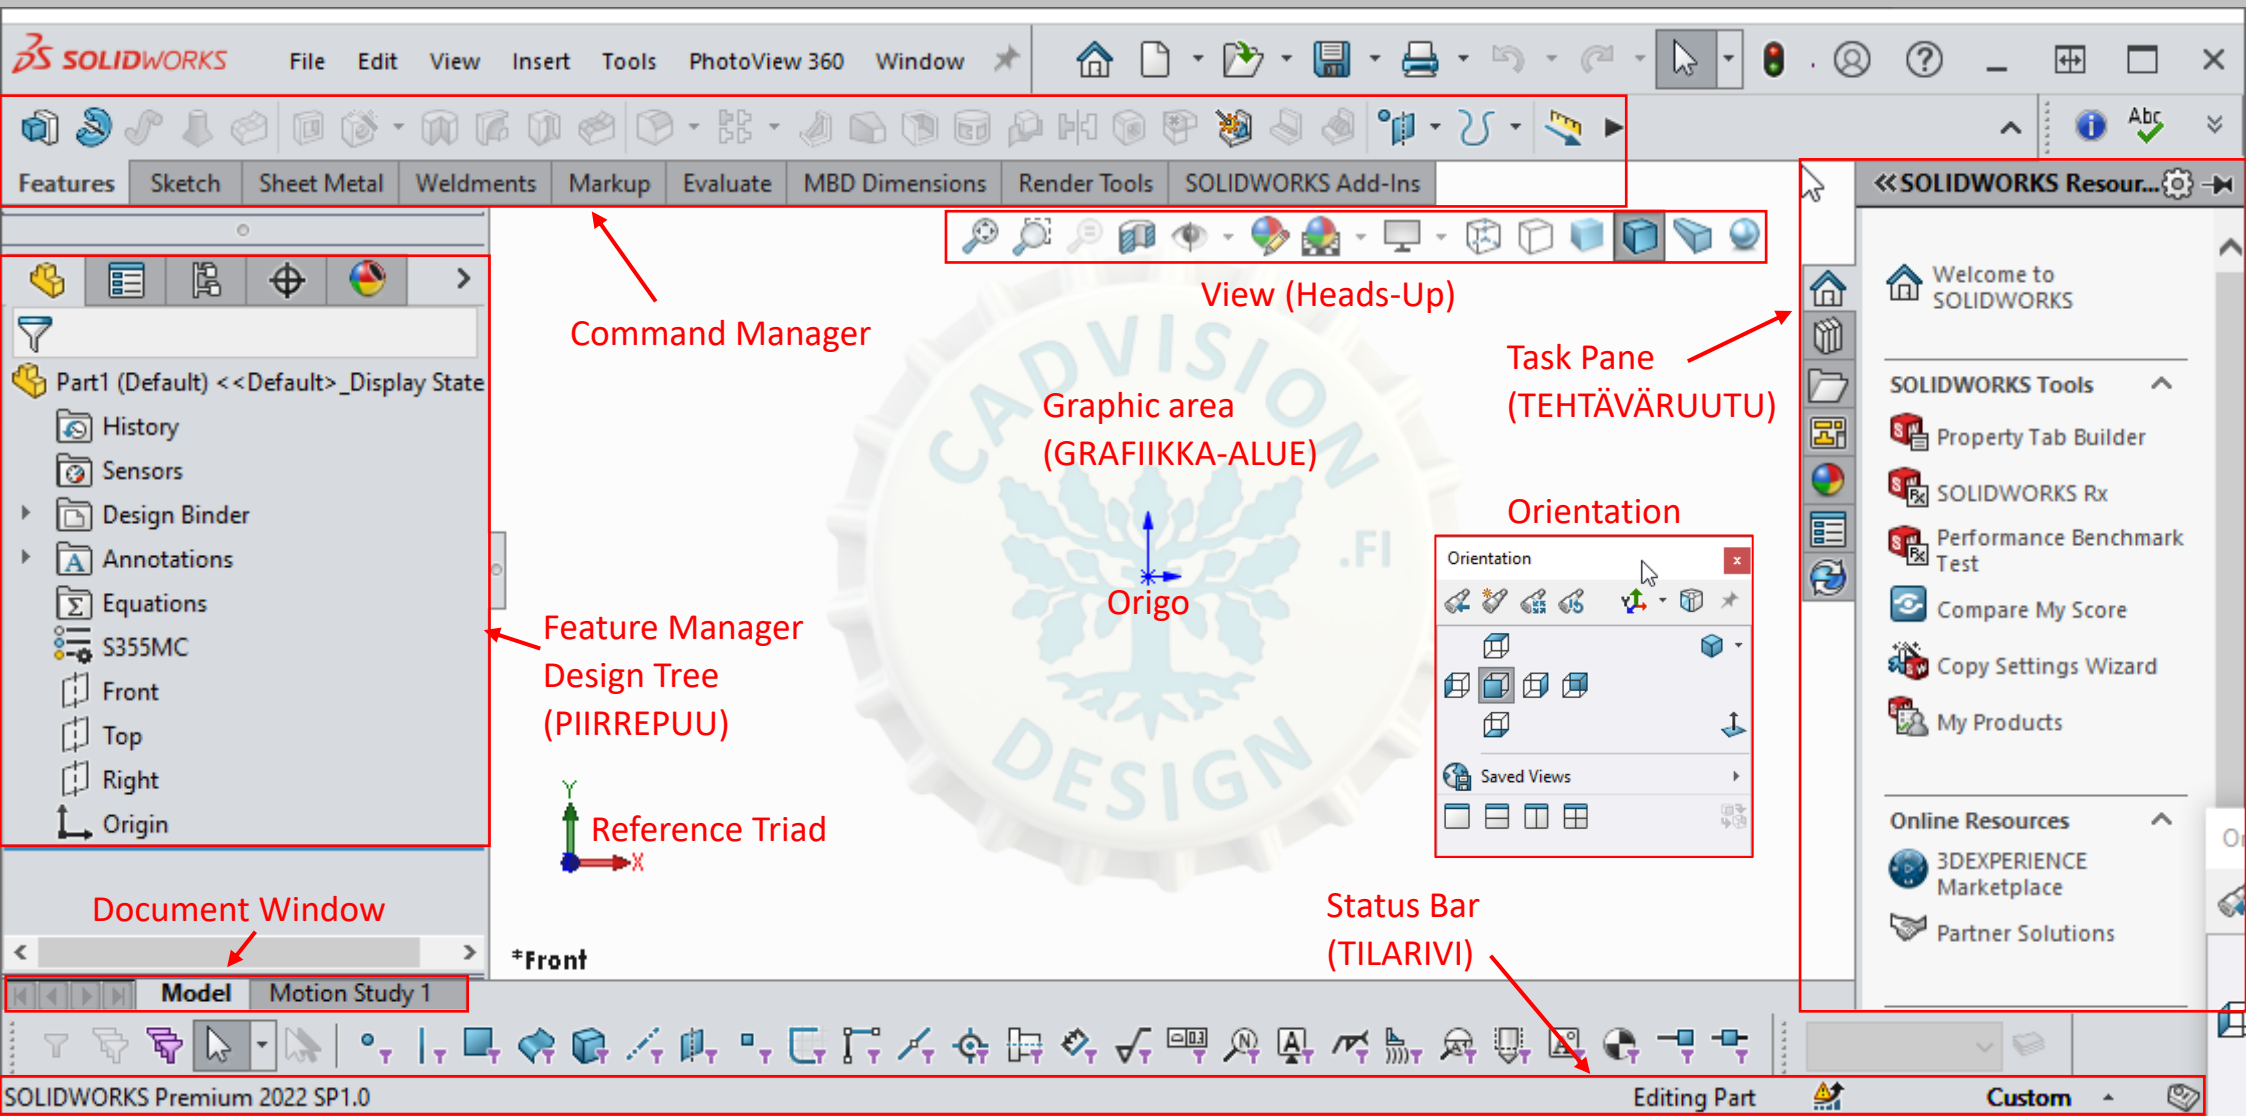 SOLIDWORKS File Edit View Insert Tools PhotoView 360 Window
Abc
Features Sketch Sheet Metal Weldments Markup Evaluate MBD Dimensions Render Tools SOLIDWORKS Add-Ins
SOLIDWORKS Resour...
View (Heads-Up)
Command Manager
Welcome to
SOLIDWORKS
Task Pane
(TEHTÄVÄRUUTU)
Part1 (Default) <<Default>_Display State
History
Sensors
Design Binder
Annotations
Equations
S355MC
Front
Top
Right
Origin
CADVISION
.FI
DESIGN
Graphic area
(GRAFIIKKA-ALUE)
Origo
Feature Manager
Design Tree
(PIIRREPUU)
Y
X
Reference Triad
Orientation
Orientation
Saved Views
SOLIDWORKS Tools
Property Tab Builder
SOLIDWORKS Rx
Performance Benchmark
Test
Compare My Score
Copy Settings Wizard
My Products
Online Resources
3DEXPERIENCE
Marketplace
Partner Solutions
Document Window
*Front
Status Bar
(TILARIVI)
Model Motion Study 1
SOLIDWORKS Premium 2022 SP1.0
Editing Part
Custom